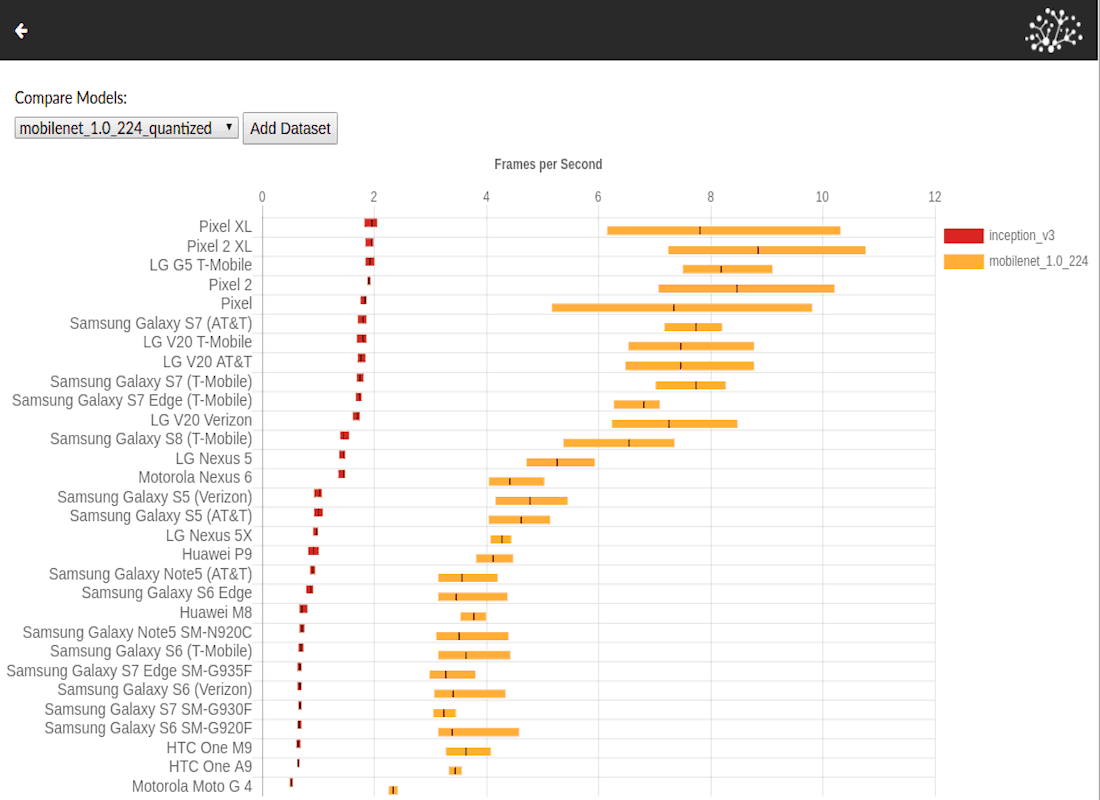 Compare Models:
mobilenet_1.0_224_quantized
Add Dataset
Frames per Second
0 2 4 6 8 10 12
Pixel XL
Pixel 2 XL
LG G5 T-Mobile
Pixel 2
Pixel
Samsung Galaxy S7 (AT&T)
LG V20 T-Mobile
LG V20 AT&T
Samsung Galaxy S7 (T-Mobile)
Samsung Galaxy S7 Edge (T-Mobile)
LG V20 Verizon
Samsung Galaxy S8 (T-Mobile)
LG Nexus 5
Motorola Nexus 6
Samsung Galaxy S5 (Verizon)
Samsung Galaxy S5 (AT&T)
LG Nexus 5X
Huawei P9
Samsung Galaxy Note5 (AT&T)
Samsung Galaxy S6 Edge
Huawei M8
Samsung Galaxy Note5 SM-N920C
Samsung Galaxy S6 (T-Mobile)
Samsung Galaxy S7 Edge SM-G935F
Samsung Galaxy S6 (Verizon)
Samsung Galaxy S7 SM-G930F
Samsung Galaxy S6 SM-G920F
HTC One M9
HTC One A9
Motorola Moto G 4
inception_v3
mobilenet_1.0_224